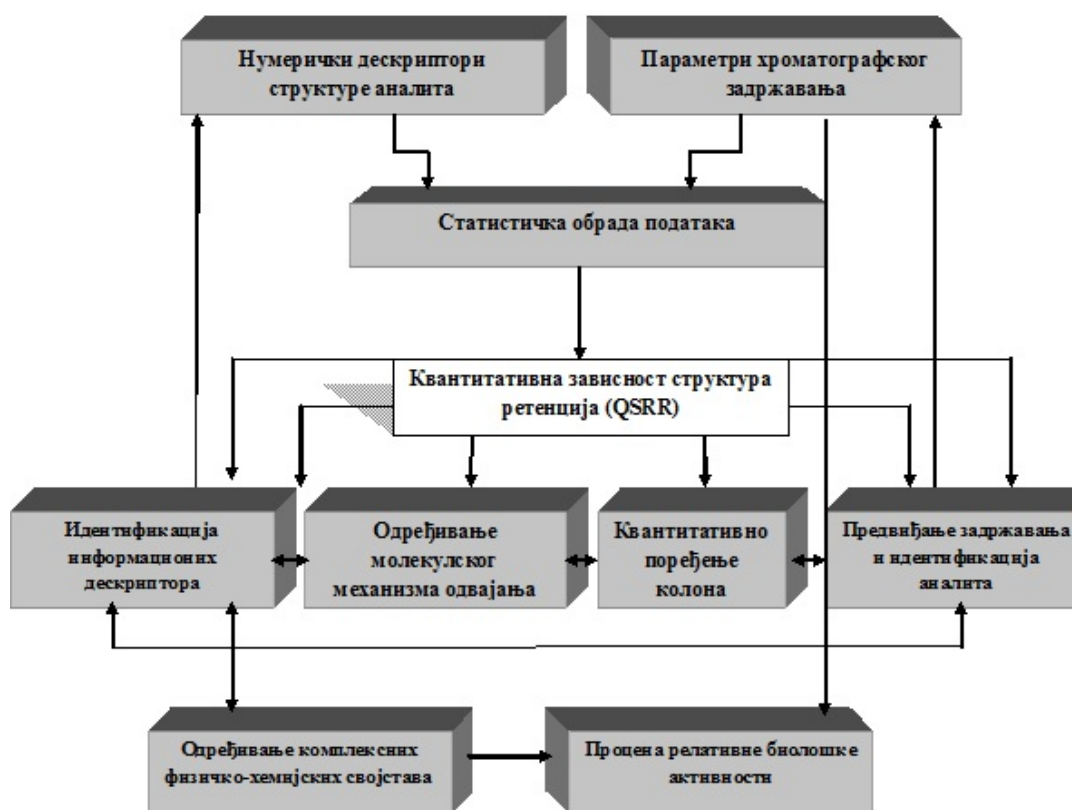 Нумерички дескриптори
структуре аналита
Параметри хроматографског
задржавања
Статистичка обрада података
Квантитативна зависност структура
ретенција (QSRR)
Идентификација
информационих
дескриптора
Одређивање
молекулског
механизма одвајања
Квантитативно
поређење
колона
Предвиђање задржавања
и идентификација
аналита
Одређивање комплексних
физичко-хемијских својстава
Процена релативне биолошке
активности